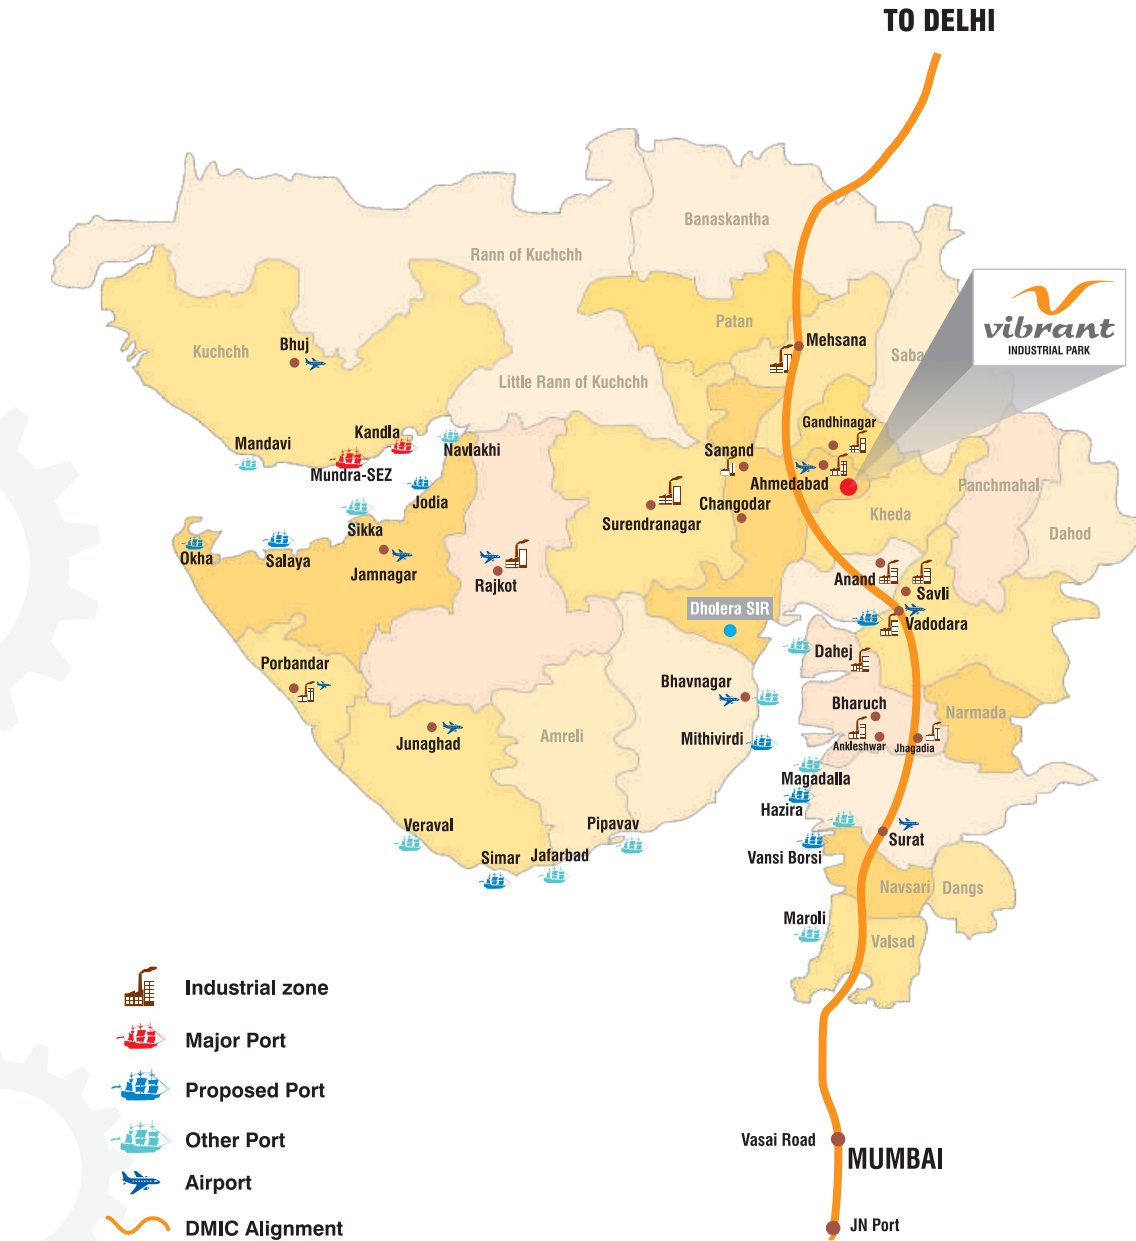 TO DELHI
Banaskantha
Rann of Kuchchh
Patan
vibrant
INDUSTRIAL PARK
Mehsana
Kuchchh
Bhuj
Saba
Little Rann of Kuchchh
Gandhinagar
Kandla
Mandavi
Navlakhi
Sanand
Mundra-SEZ
Ahmedabad
Panchmahal
Jodia
Changodar
Kheda
Surendranagar
Sikka
Dahod
Okha
Salaya
Jamnagar
Rajkot
Anand
Savli
Dholera SIR
Vadodara
Dahej
Porbandar
Bhavnagar
Bharuch
Narmada
Junaghad
Amreli
Mithivirdi
Ankleshwar
Jhagadia
Magadalla
Hazira
Veraval
Pipavav
Surat
Simar
Jafarbad
Vansi Borsi
Navsari
Dangs
Maroli
Valsad
Industrial zone
Major Port
Proposed Port
Other Port
Airport
DMIC Alignment
Vasai Road
MUMBAI
JN Port